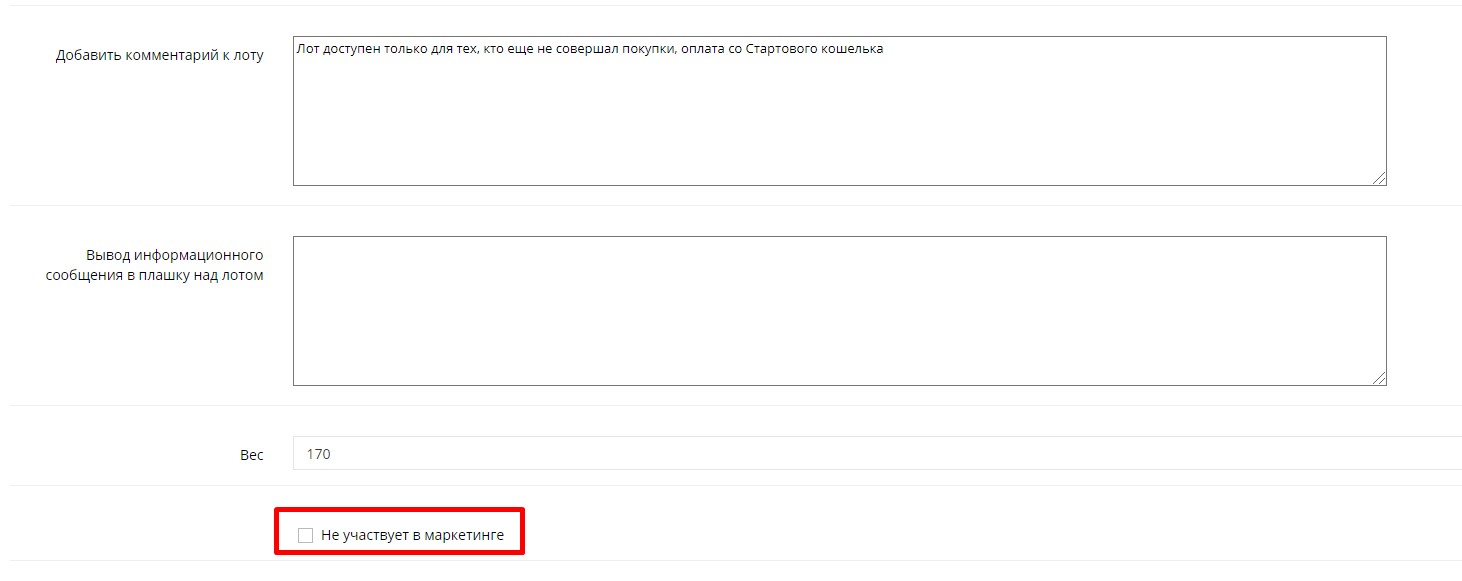 Добавить комментарий к лоту
Лот доступен только для тех, кто еще не совершал покупки, оплата со Стартового кошелька
Вывод информационного
сообщения в плашку над лотом
Вес
170
Не участвует в маркетинге